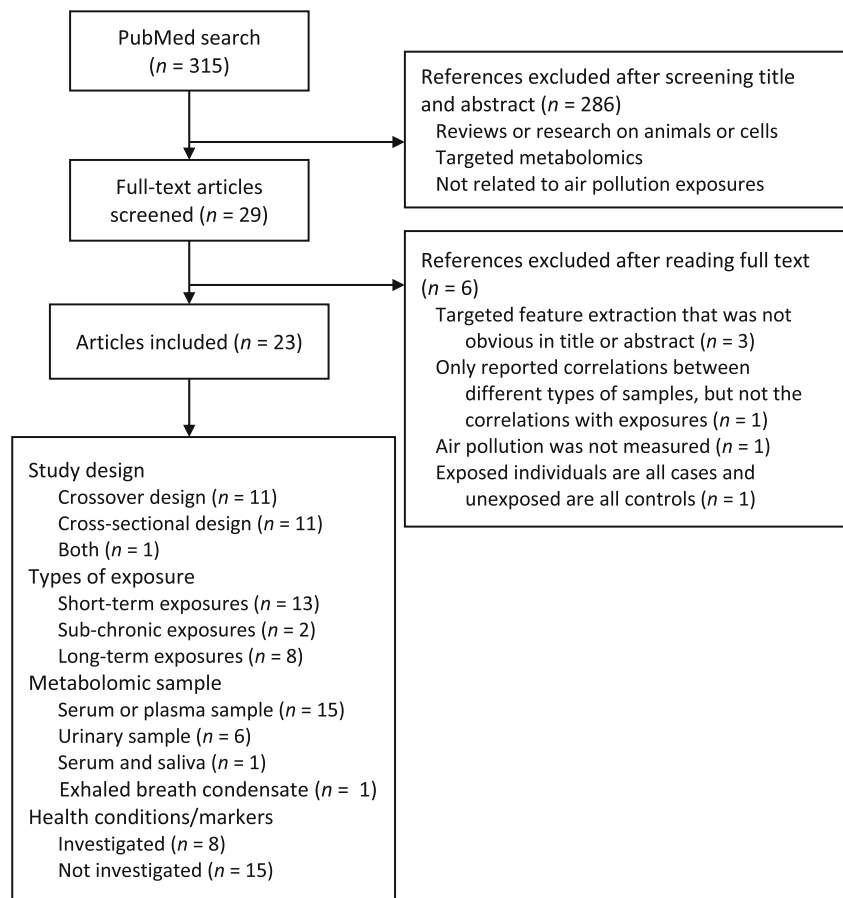 PubMed search
(n = 315)
References excluded after screening title
and abstract (n = 286)
Reviews or research on animals or cells
Targeted metabolomics
Not related to air pollution exposures
Full-text articles
screened (n = 29)
References excluded after reading full text
(n = 6)
Targeted feature extraction that was not
obvious in title or abstract (n = 3)
Only reported correlations between
different types of samples, but not the
correlations with exposures (n = 1)
Air pollution was not measured (n = 1)
Exposed individuals are all cases and
unexposed are all controls (n = 1)
Articles included (n = 23)
Study design
Crossover design (n = 11)
Cross-sectional design (n = 11)
Both (n = 1)
Types of exposure
Short-term exposures (n = 13)
Sub-chronic exposures (n = 2)
Long-term exposures (n = 8)
Metabolomic sample
Serum or plasma sample (n = 15)
Urinary sample (n = 6)
Serum and saliva (n = 1)
Exhaled breath condensate (n = 1)
Health conditions/markers
Investigated (n = 8)
Not investigated (n = 15)